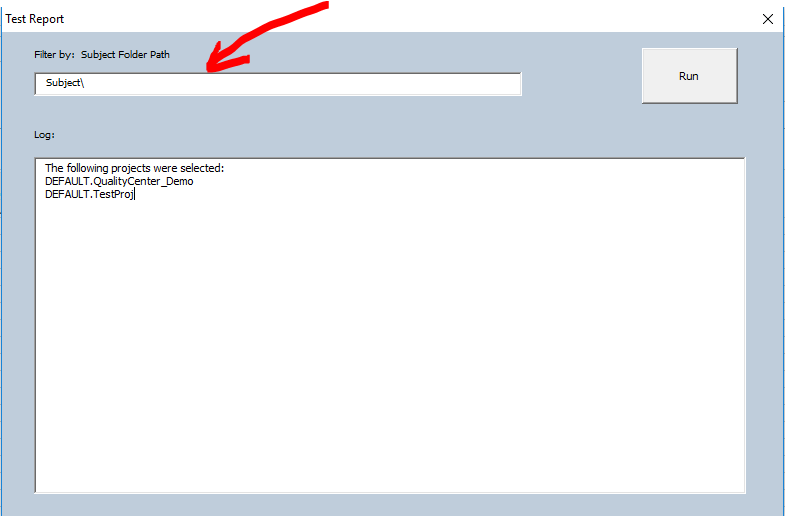 Test Report
Filter by: Subject Folder Path
Subject\
Run
Log:
The following projects were selected:
DEFAULT.QualityCenter_Demo
DEFAULT.TestProj